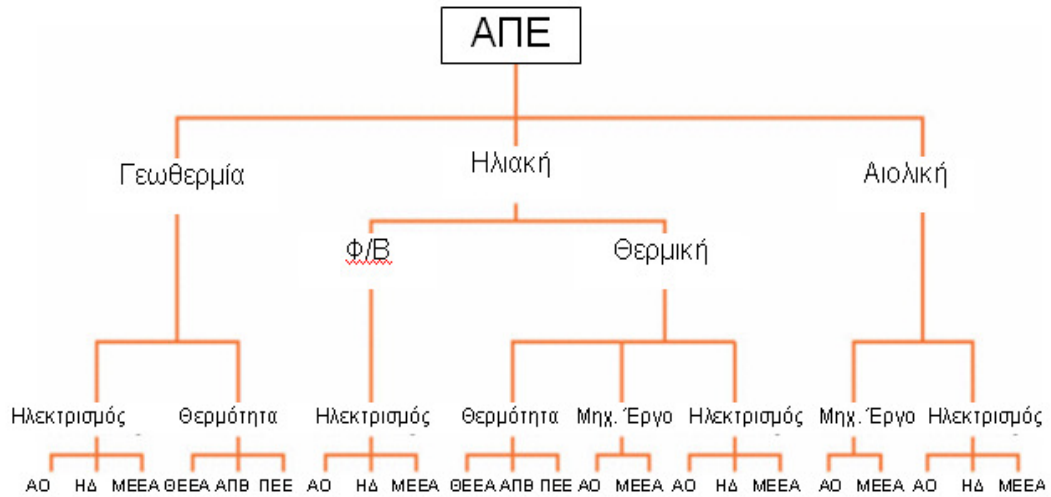 ΑΠΕ
Γεωθερμία Ηλιακή Αιολική
Φ/Β Θερμική
Ηλεκτρισμός Θερμότητα Ηλεκτρισμός Θερμότητα Μηχ. Έργο Ηλεκτρισμός Μηχ. Έργο Ηλεκτρισμός
ΑΟ ΗΔ ΜΕΕΑ ΘΕΕΑ ΑΠΒ ΠΕΕ ΑΟ ΗΔ ΜΕΕΑ ΘΕΕΑ ΑΠΒ ΠΕΕ ΑΟ ΜΕΕΑ ΑΟ ΗΔ ΜΕΕΑ ΑΟ ΜΕΕΑ ΑΟ ΗΔ ΜΕΕΑ